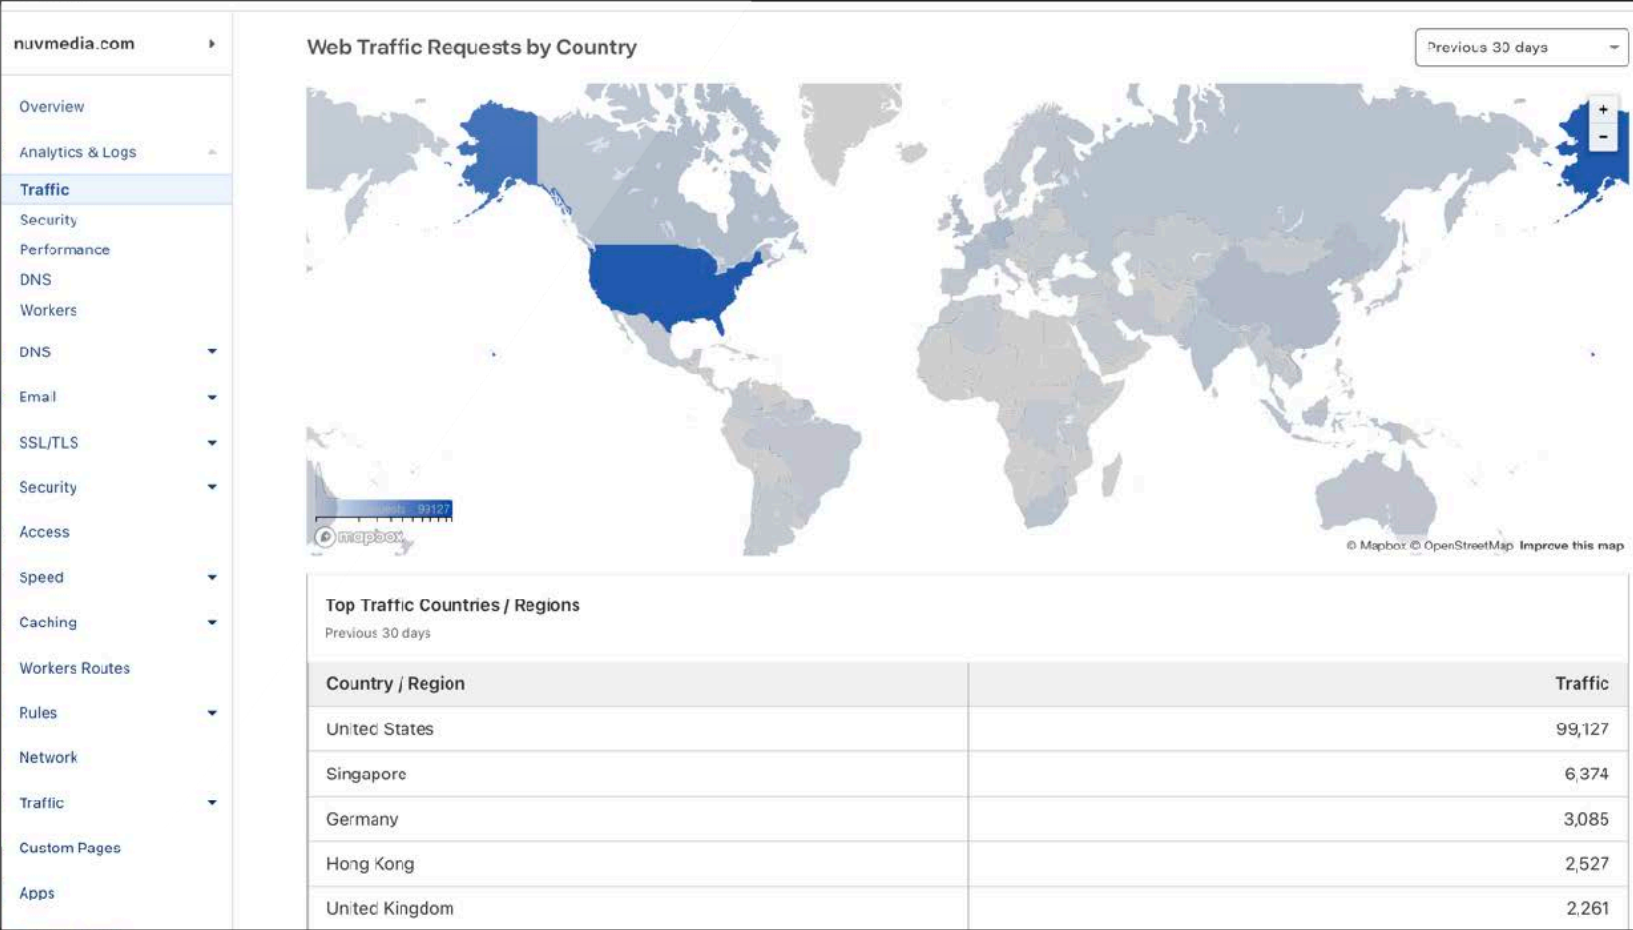 nuvmedia.com
Overview
Analytics & Logs
Traffic
Security
Performance
DNS
Workers
DNS
Email
SSL/TLS
Security
Access
Speed
Caching
Workers Routes
Rules
Network
Traffic
Custom Pages
Apps
Web Traffic Requests by Country
Previous 30 days
+
-
99127
mapbox
© Mapbox © OpenStreetMap Improve this map
Top Traffic Countries / Regions
Previous 30 days
Country / Region Traffic
United States 99,127
Singapore 6,374
Germany 3,085
Hong Kong 2,527
United Kingdom 2,261